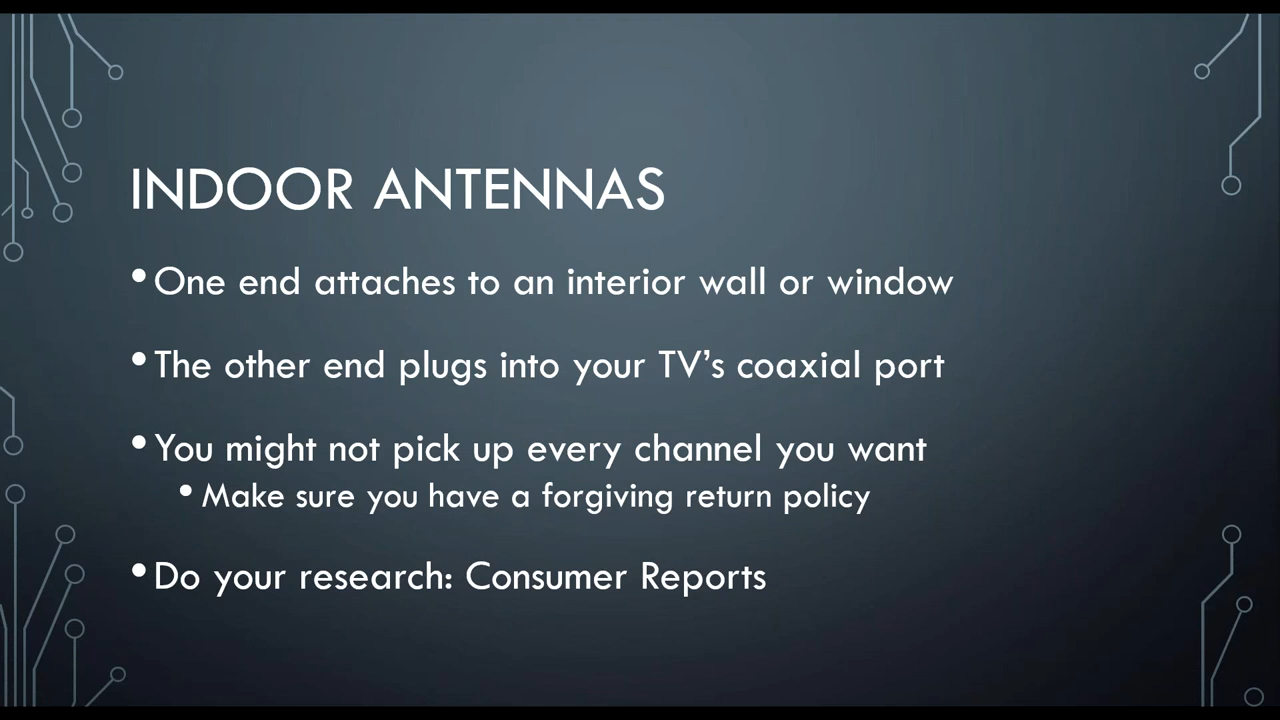 INDOOR ANTENNAS
• One end attaches to an interior wall or window
• The other end plugs into your TV’s coaxial port
• You might not pick up every channel you want
• Make sure you have a forgiving return policy
• Do your research: Consumer Reports